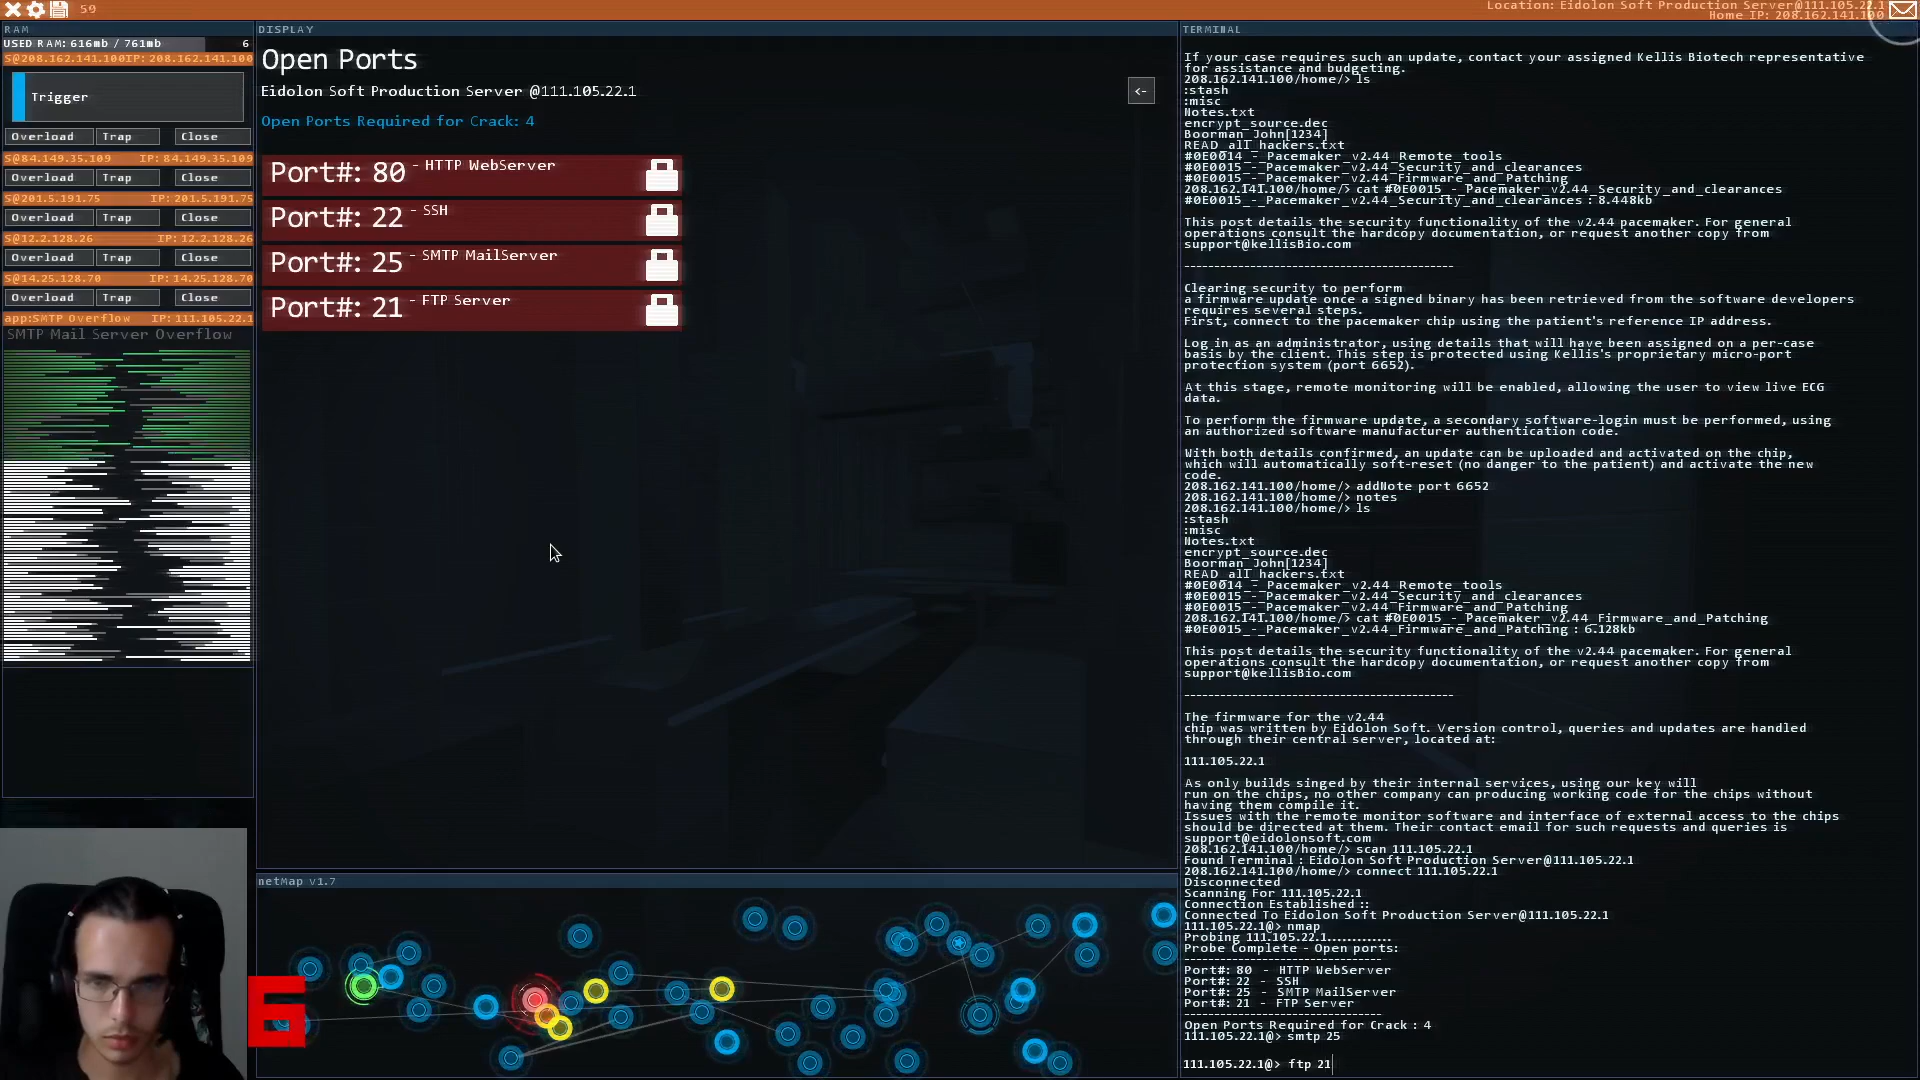 59
Location: Eidolon Soft Production Server@111.105.22.1
Home IP: 208.162.141.100
RAM
USED RAM: 616mb / 761mb 6
S@208.162.141.100IP: 208.162.141.100
Trigger
Overload Trap Close
S@84.149.35.109 IP: 84.149.35.109
Overload Trap Close
S@201.5.191.75 IP: 201.5.191.75
Overload Trap Close
S@12.2.128.26 IP: 12.2.128.26
Overload Trap Close
S@14.25.128.70 IP: 14.25.128.70
Overload Trap Close
app:SMTP Overflow IP: 111.105.22.1
SMTP Mail Server Overflow
6
DISPLAY
Open Ports
Eidolon Soft Production Server @111.105.22.1
<-
Open Ports Required for Crack: 4
Port#: 80 - HTTP WebServer
Port#: 22 - SSH
Port#: 25 - SMTP MailServer
Port#: 21 - FTP Server
netMap v1.7
TERMINAL
If your case requires such an update, contact your assigned Kellis Biotech representative
for assistance and budgeting.
208.162.141.100/home/> ls
:stash
:misc
Notes.txt
encrypt_source.dec
Boorman_John[1234]
READ_all_hackers.txt
#0E0014_-_Pacemaker_v2.44_Remote_tools
#0E0015_-_Pacemaker_v2.44_Security_and_clearances
#0E0015_-_Pacemaker_v2.44_Firmware_and_Patching
208.162.141.100/home/> cat #0E0015_-_Pacemaker_v2.44_Security_and_clearances
#0E0015_-_Pacemaker_v2.44_Security_and_clearances : 8.448kb
This post details the security functionality of the v2.44 pacemaker. For general
operations consult the hardcopy documentation, or request another copy from
support@kellisBio.com
---------------------------------------------
Clearing security to perform
a firmware update once a signed binary has been retrieved from the software developers
requires several steps.
First, connect to the pacemaker chip using the patient's reference IP address.
Log in as an administrator, using details that will have been assigned on a per-case
basis by the client. This step is protected using Kellis's proprietary micro-port
protection system (port 6652).
At this stage, remote monitoring will be enabled, allowing the user to view live ECG
data.
To perform the firmware update, a secondary software-login must be performed, using
an authorized software manufacturer authentication code.
With both details confirmed, an update can be uploaded and activated on the chip,
which will automatically soft-reset (no danger to the patient) and activate the new
code.
208.162.141.100/home/> addNote port 6652
208.162.141.100/home/> notes
208.162.141.100/home/> ls
:stash
:misc
Notes.txt
encrypt_source.dec
Boorman_John[1234]
READ_all_hackers.txt
#0E0014_-_Pacemaker_v2.44_Remote_tools
#0E0015_-_Pacemaker_v2.44_Security_and_clearances
#0E0015_-_Pacemaker_v2.44_Firmware_and_Patching
208.162.141.100/home/> cat #0E0015_-_Pacemaker_v2.44_Firmware_and_Patching
#0E0015_-_Pacemaker_v2.44_Firmware_and_Patching : 6.128kb
This post details the security functionality of the v2.44 pacemaker. For general
operations consult the hardcopy documentation, or request another copy from
support@kellisBio.com
---------------------------------------------
The firmware for the v2.44
chip was written by Eidolon Soft. Version control, queries and updates are handled
through their central server, located at:
111.105.22.1
As only builds singed by their internal services, using our key will
run on the chips, no other company can producing working code for the chips without
having them compile it.
Issues with the remote monitor software and interface of external access to the chips
should be directed at them. Their contact email for such requests and queries is
support@eidolonsoft.com
208.162.141.100/home/> scan 111.105.22.1
Found Terminal : Eidolon Soft Production Server@111.105.22.1
208.162.141.100/home/> connect 111.105.22.1
Disconnected
Scanning For 111.105.22.1
Connection Established ::
Connected To Eidolon Soft Production Server@111.105.22.1
111.105.22.1@> nmap
Probing 111.105.22.1.............
Probe Complete - Open ports:
---------------------------------
Port#: 80 - HTTP WebServer
Port#: 22 - SSH
Port#: 25 - SMTP MailServer
Port#: 21 - FTP Server
---------------------------------
Open Ports Required for Crack : 4
111.105.22.1@> smtp 25
111.105.22.1@> ftp 21